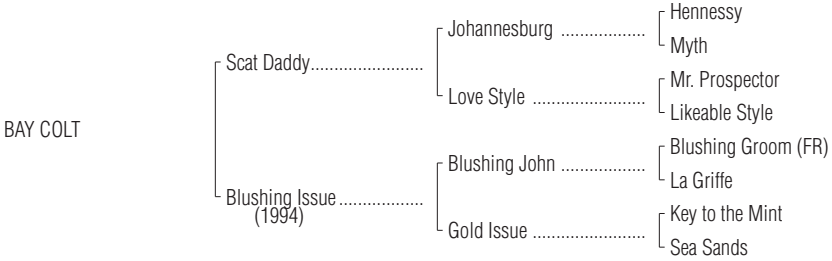 Hennessy
Johannesburg ..................
Myth
Scat Daddy........................
Mr. Prospector
Love Style ........................
Likeable Style
BAY COLT
Blushing Groom (FR)
Blushing John ..................
La Griffe
Blushing Issue..................
(1994)
Key to the Mint
Gold Issue ........................
Sea Sands